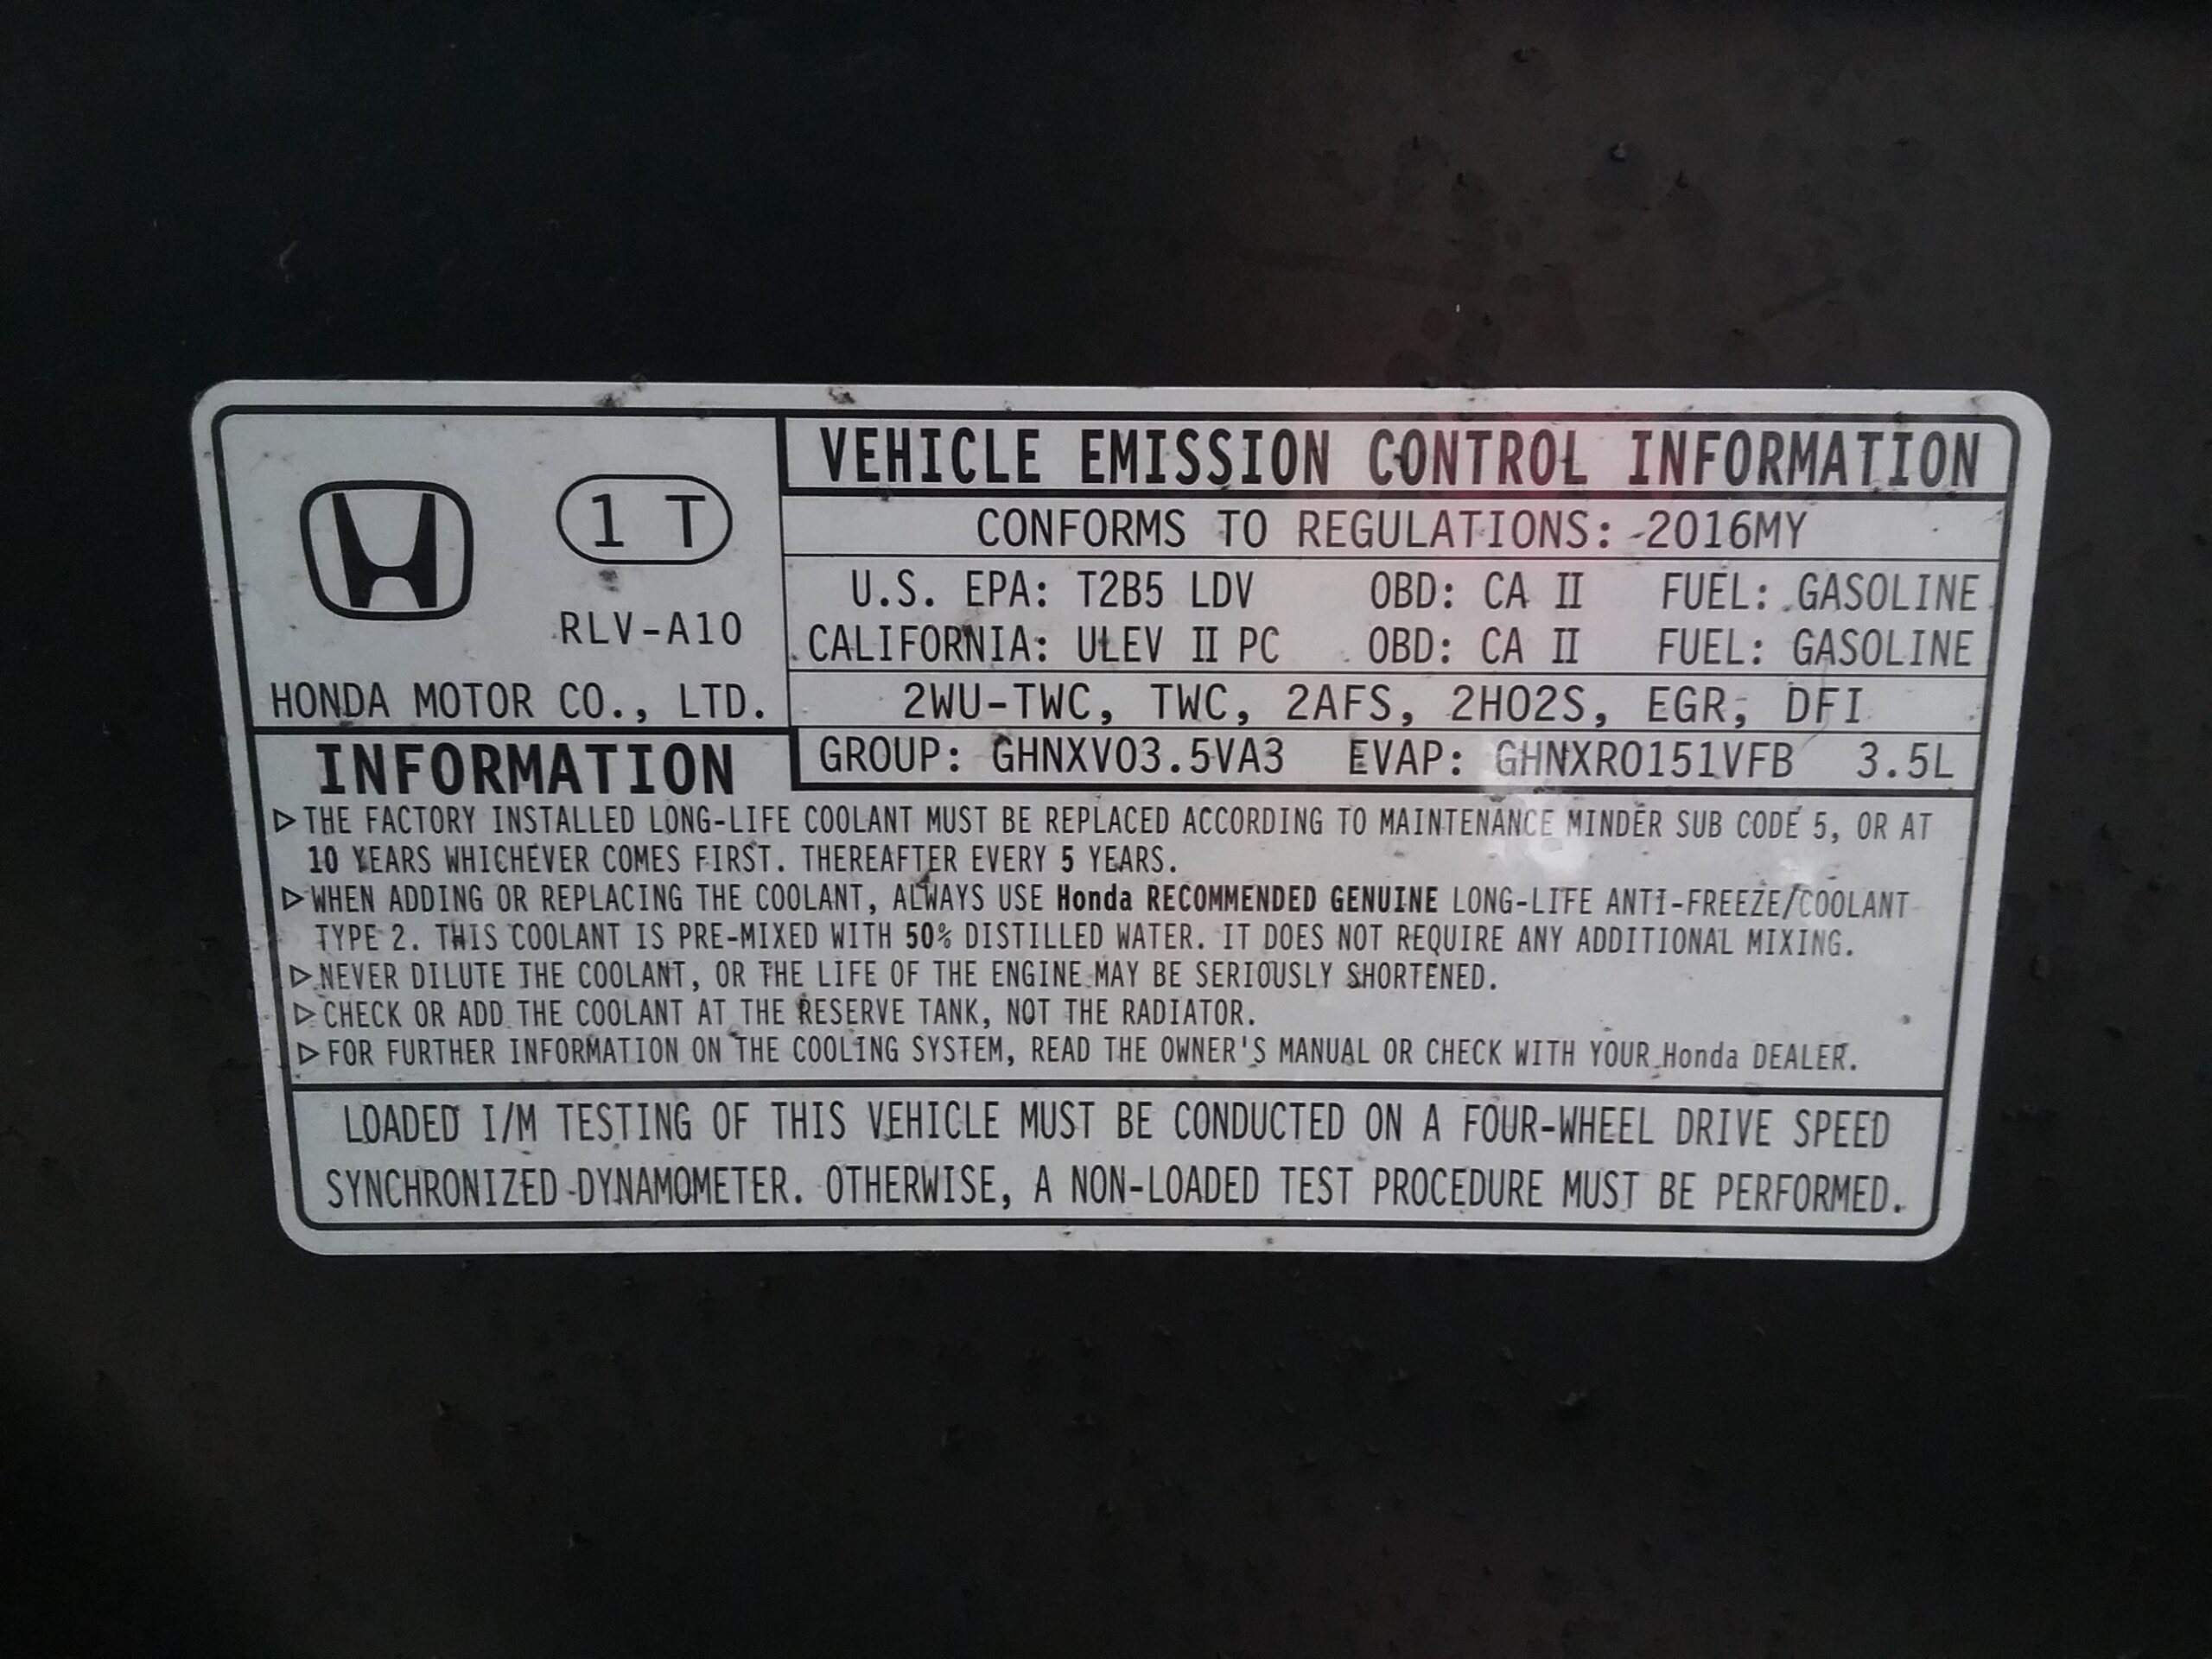 1 T
RLV-A10
HONDA MOTOR CO., LTD.
VEHICLE EMISSION CONTROL INFORMATION
CONFORMS TO REGULATIONS: 2016MY
U.S. EPA: T2B5 LDV OBD: CA II FUEL: GASOLINE
CALIFORNIA: ULEV II PC OBD: CA II FUEL: GASOLINE
2WU-TWC, TWC, 2AFS, 2HO2S, EGR, DFI
GROUP: GHNXV03.5VA3 EVAP: GHNXR0151VFB 3.5L
INFORMATION
▷THE FACTORY INSTALLED LONG-LIFE COOLANT MUST BE REPLACED ACCORDING TO MAINTENANCE MINDER SUB CODE 5, OR AT
10 YEARS WHICHEVER COMES FIRST. THEREAFTER EVERY 5 YEARS.
▷WHEN ADDING OR REPLACING THE COOLANT, ALWAYS USE Honda RECOMMENDED GENUINE LONG-LIFE ANTI-FREEZE/COOLANT
TYPE 2. THIS COOLANT IS PRE-MIXED WITH 50% DISTILLED WATER. IT DOES NOT REQUIRE ANY ADDITIONAL MIXING.
▷NEVER DILUTE THE COOLANT, OR THE LIFE OF THE ENGINE MAY BE SERIOUSLY SHORTENED.
▷CHECK OR ADD THE COOLANT AT THE RESERVE TANK, NOT THE RADIATOR.
▷FOR FURTHER INFORMATION ON THE COOLING SYSTEM, READ THE OWNER'S MANUAL OR CHECK WITH YOUR Honda DEALER.
LOADED I/M TESTING OF THIS VEHICLE MUST BE CONDUCTED ON A FOUR-WHEEL DRIVE SPEED
SYNCHRONIZED DYNAMOMETER. OTHERWISE, A NON-LOADED TEST PROCEDURE MUST BE PERFORMED.